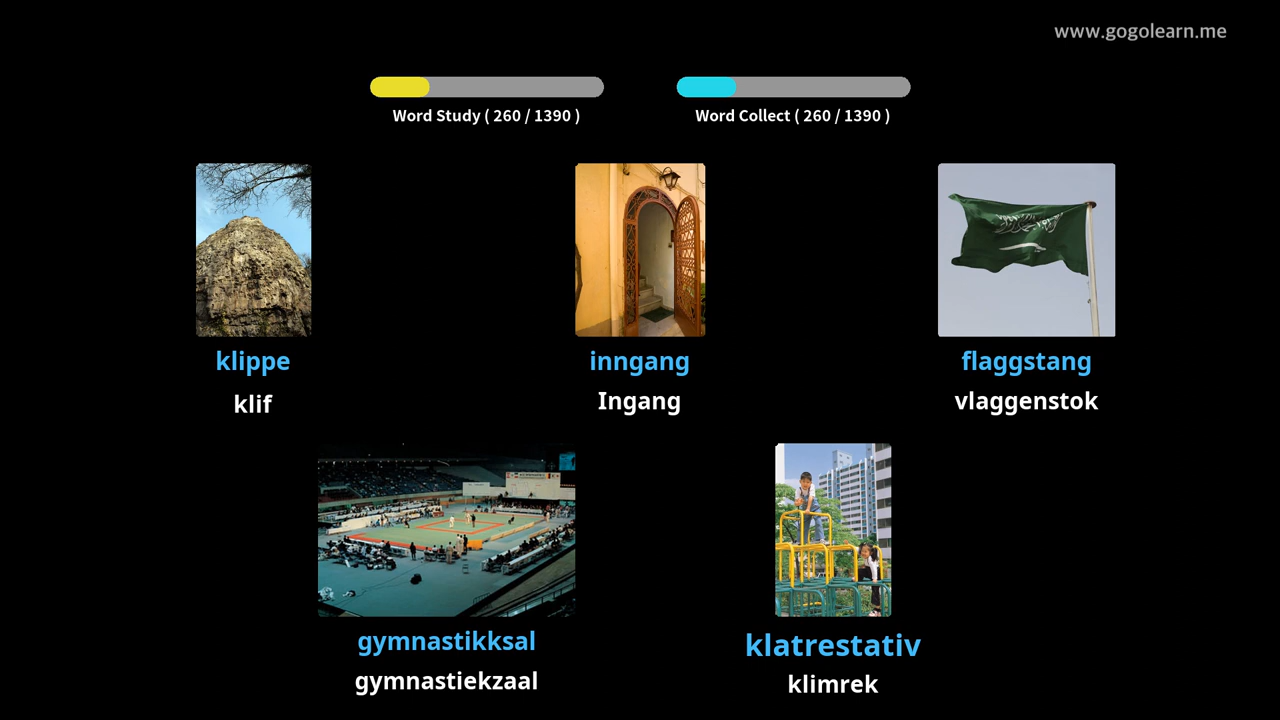 www.gogolearn.me
Word Study ( 260 / 1390 )
Word Collect ( 260 / 1390 )
klippe
klif
inngang
Ingang
flaggstang
vlaggenstok
gymnastikksal
gymnastiekzaal
klatrestativ
klimrek